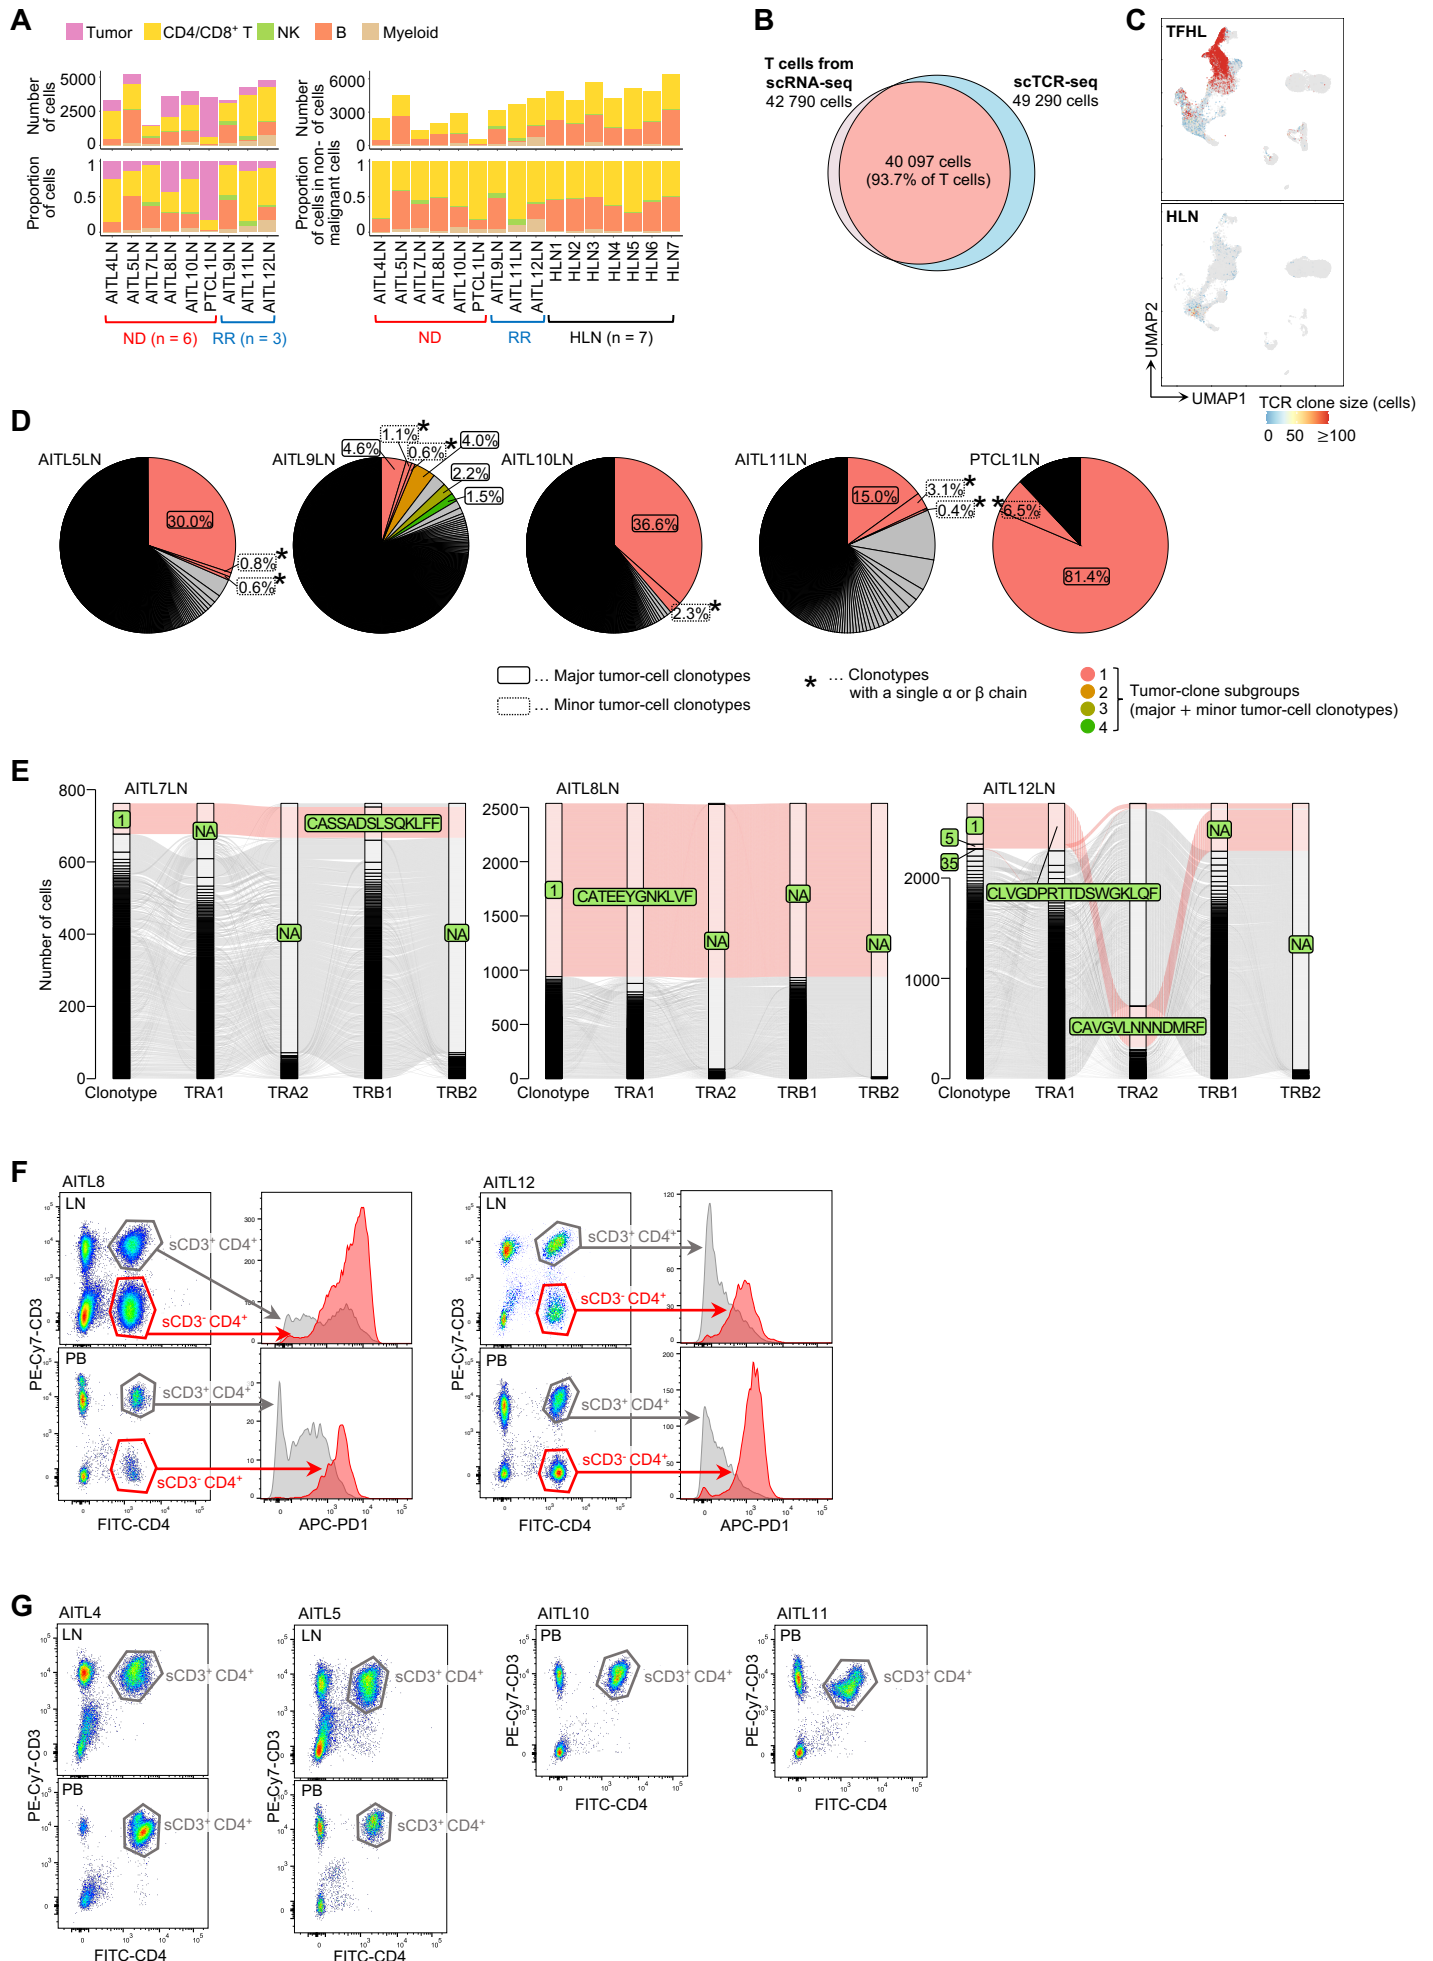 A
Tumor
CD4/CD8⁺ T
NK
B
Myeloid
Number of cells
5000
2500
0
Proportion of cells
1
0.5
0
AITL4LN
AITL5LN
AITL7LN
AITL8LN
AITL10LN
PTCL1LN
AITL9LN
AITL11LN
AITL12LN
ND (n = 6)
RR (n = 3)
Number of cells
6000
3000
0
Proportion of cells in non-malignant cells
1
0.5
0
AITL4LN
AITL5LN
AITL7LN
AITL8LN
AITL10LN
PTCL1LN
AITL9LN
AITL11LN
AITL12LN
HLN1
HLN2
HLN3
HLN4
HLN5
HLN6
HLN7
ND
RR
HLN (n = 7)
B
T cells from
scRNA-seq
42 790 cells
scTCR-seq
49 290 cells
40 097 cells
(93.7% of T cells)
C
TFHL
HLN
UMAP2
UMAP1
TCR clone size (cells)
0 50 ≥100
D
AITL5LN
30.0%
0.8%*
0.6%*
AITL9LN
4.6%
1.1%*
0.6%*
4.0%
2.2%
1.5%
AITL10LN
36.6%
2.3%*
AITL11LN
15.0%
3.1%*
0.4%*
PTCL1LN
*6.5%
81.4%
... Major tumor-cell clonotypes
... Minor tumor-cell clonotypes
* ... Clonotypes
with a single α or β chain
1
2
3
4
Tumor-clone subgroups
(major + minor tumor-cell clonotypes)
E
Number of cells
AITL7LN
800
600
400
200
0
1
NA
NA
CASSADSLSQKLFF
NA
Clonotype TRA1 TRA2 TRB1 TRB2
AITL8LN
2500
2000
1500
1000
500
0
1
CATEEYGNKLVF
NA
NA
NA
Clonotype TRA1 TRA2 TRB1 TRB2
AITL12LN
2000
1000
0
1
5
35
CLVGDPRTTDSWGKLQF
CAVGVLNNNDMRF
NA
NA
Clonotype TRA1 TRA2 TRB1 TRB2
F
AITL8
LN
sCD3⁺ CD4⁺
sCD3⁻ CD4⁺
PB
sCD3⁺ CD4⁺
sCD3⁻ CD4⁺
PE-Cy7-CD3
FITC-CD4
APC-PD1
AITL12
LN
sCD3⁺ CD4⁺
sCD3⁻ CD4⁺
PB
sCD3⁺ CD4⁺
sCD3⁻ CD4⁺
PE-Cy7-CD3
FITC-CD4
APC-PD1
G
AITL4
LN
sCD3⁺ CD4⁺
PB
sCD3⁺ CD4⁺
PE-Cy7-CD3
FITC-CD4
AITL5
LN
sCD3⁺ CD4⁺
PB
sCD3⁺ CD4⁺
PE-Cy7-CD3
FITC-CD4
AITL10
PB
sCD3⁺ CD4⁺
PE-Cy7-CD3
FITC-CD4
AITL11
PB
sCD3⁺ CD4⁺
PE-Cy7-CD3
FITC-CD4